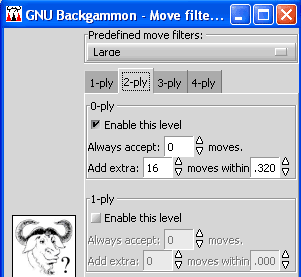 GNU Backgammon - Move filte...
Predefined move filters:
Large
1-ply 2-ply 3-ply 4-ply
0-ply
Enable this level
Always accept: 0 moves.
Add extra: 16 moves within .320
1-ply
Enable this level
Always accept: 0 moves.
Add extra: 0 moves within .000
?